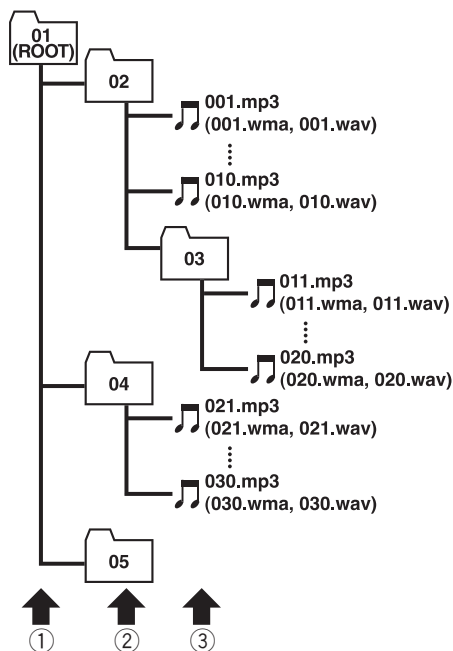 01
(ROOT)
02
001.mp3
(001.wma, 001.wav)
010.mp3
(010.wma, 010.wav)
03
011.mp3
(011.wma, 011.wav)
020.mp3
(020.wma, 020.wav)
04
021.mp3
(021.wma, 021.wav)
030.mp3
(030.wma, 030.wav)
05
① ② ③